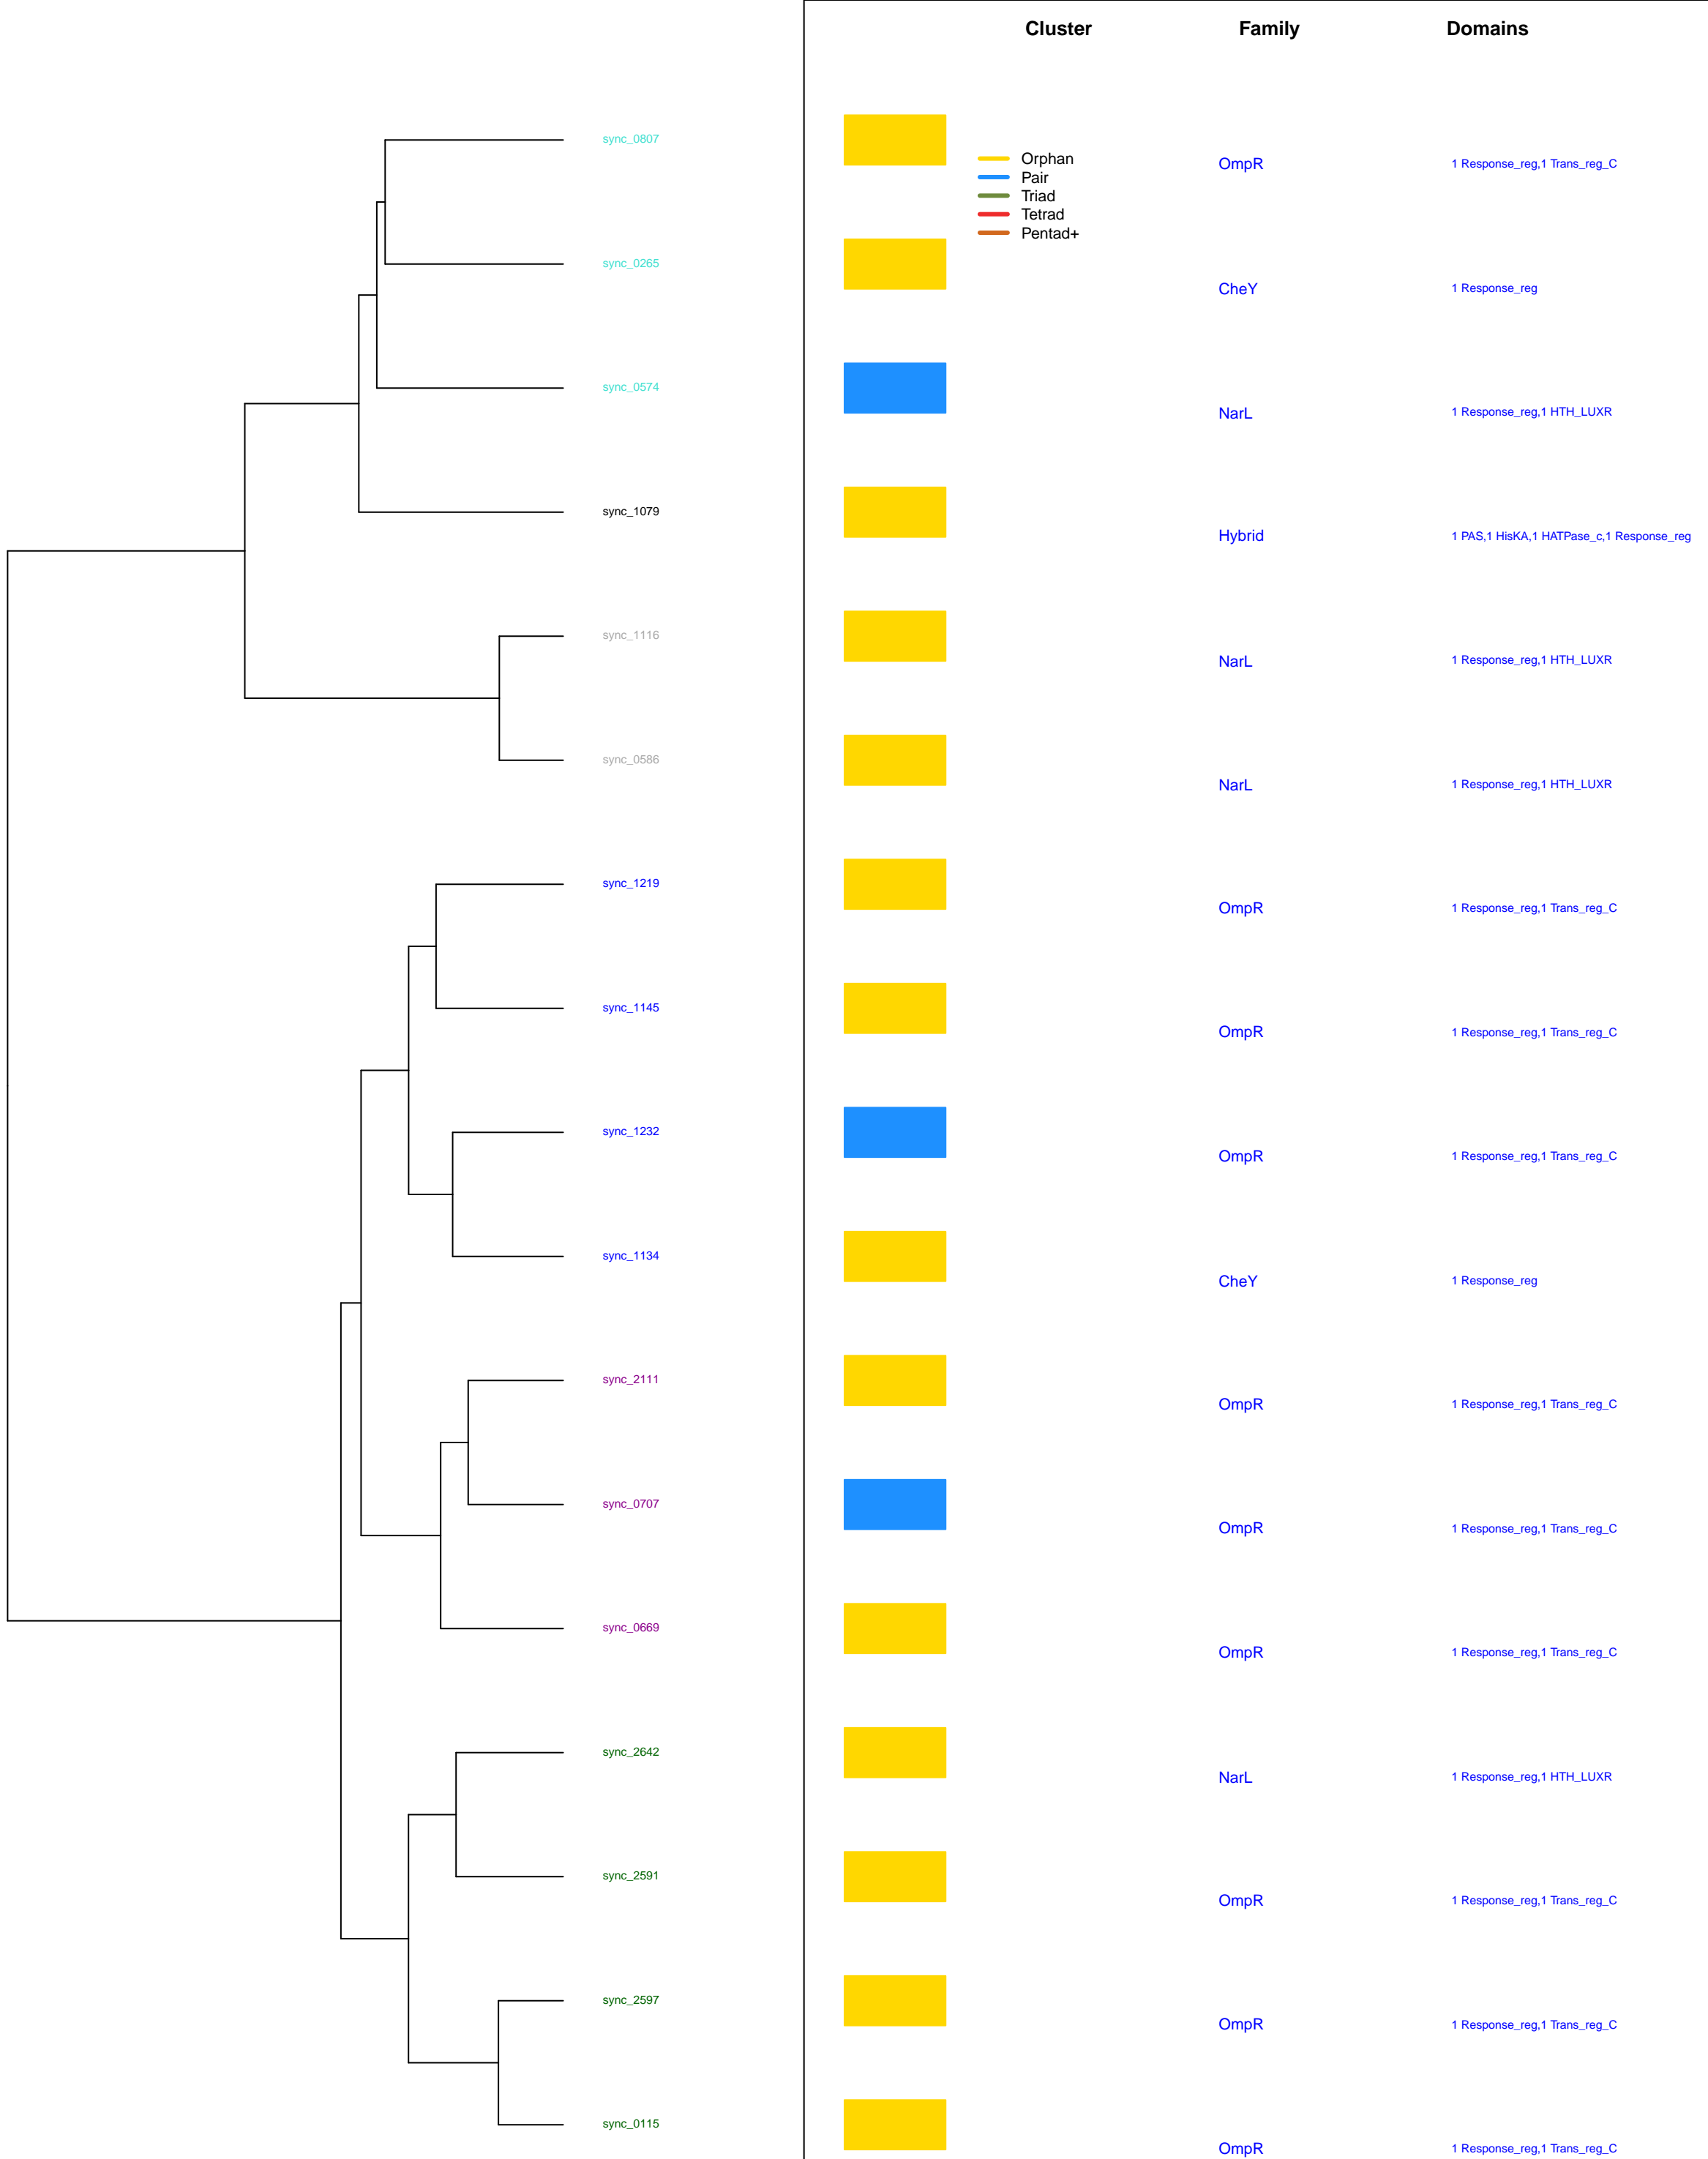 Cluster Family Domains
sync_0807
Orphan
Pair
Triad
Tetrad
Pentad+
OmpR 1 Response_reg,1 Trans_reg_C
sync_0265
CheY 1 Response_reg
sync_0574
NarL 1 Response_reg,1 HTH_LUXR
sync_1079
Hybrid 1 PAS,1 HisKA,1 HATPase_c,1 Response_reg
sync_1116
NarL 1 Response_reg,1 HTH_LUXR
sync_0586
NarL 1 Response_reg,1 HTH_LUXR
sync_1219
OmpR 1 Response_reg,1 Trans_reg_C
sync_1145
OmpR 1 Response_reg,1 Trans_reg_C
sync_1232
OmpR 1 Response_reg,1 Trans_reg_C
sync_1134
CheY 1 Response_reg
sync_2111
OmpR 1 Response_reg,1 Trans_reg_C
sync_0707
OmpR 1 Response_reg,1 Trans_reg_C
sync_0669
OmpR 1 Response_reg,1 Trans_reg_C
sync_2642
NarL 1 Response_reg,1 HTH_LUXR
sync_2591
OmpR 1 Response_reg,1 Trans_reg_C
sync_2597
OmpR 1 Response_reg,1 Trans_reg_C
sync_0115
OmpR 1 Response_reg,1 Trans_reg_C